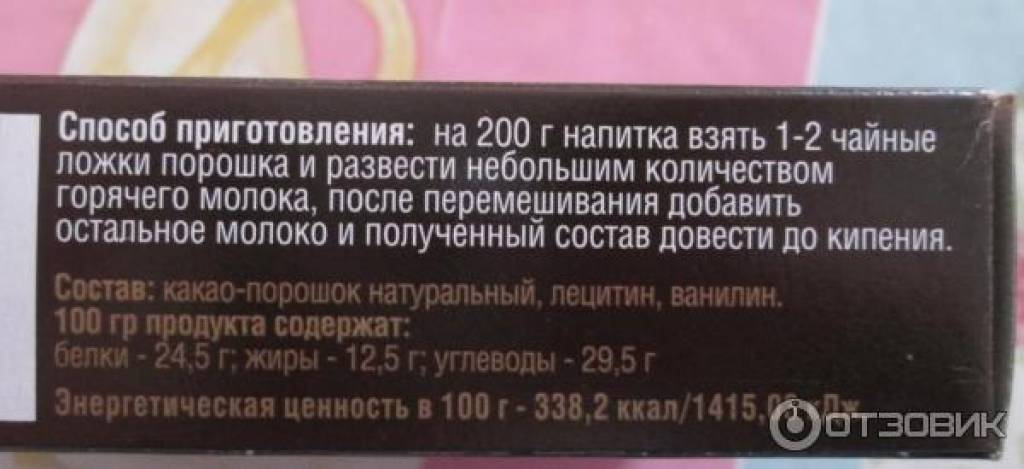 Способ приготовления: на 200 г напитка взять 1-2 чайные
ложки порошка и развести небольшим количеством
горячего молока, после перемешивания добавить
остальное молоко и полученный состав довести до кипения.
Состав: какао-порошок натуральный, лецитин, ванилин.
100 гр продукта содержат:
белки - 24,5 г; жиры - 12,5 г; углеводы - 29,5 г
Энергетическая ценность в 100 г - 338,2 ккал/ кДж
ОТЗОВИК